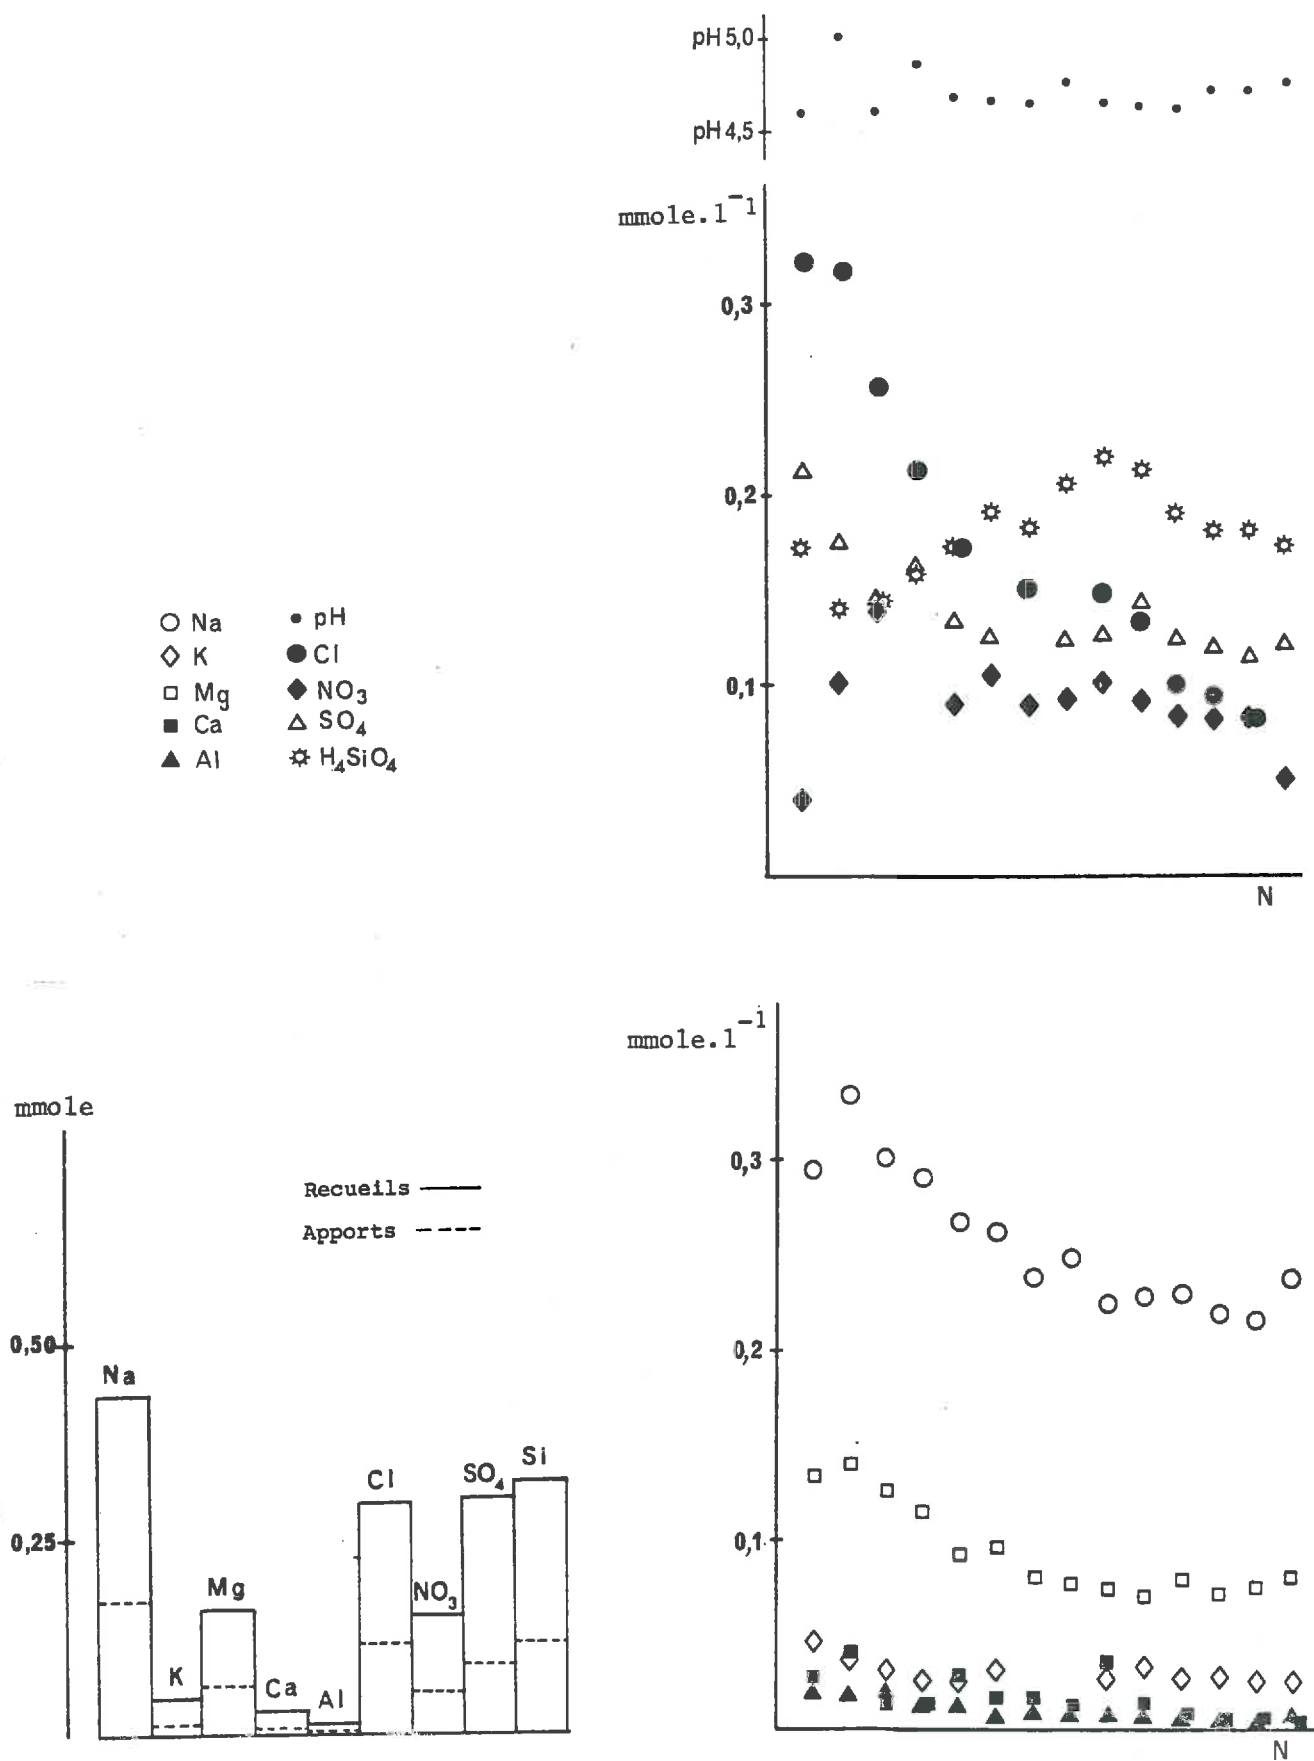 pH 5,0
pH 4,5
mmole.l⁻¹
0,3
0,2
0,1
N
Na
K
Mg
Ca
Al
pH
Cl
NO₃
SO₄
H₄SiO₄
mmole
0,50
0,25
Recueils
Apports
Na
K
Mg
Ca
Al
Cl
NO₃
SO₄
Si
mmole.l⁻¹
0,3
0,2
0,1
N